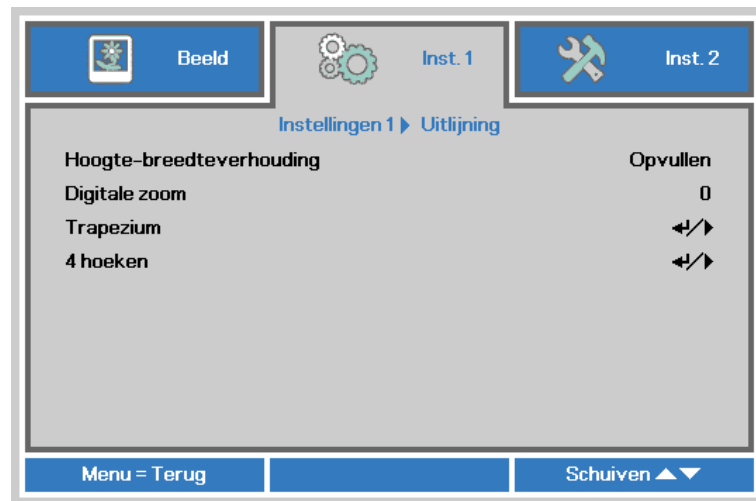 Beeld
Inst. 1
Inst. 2
Instellingen 1 Uitlijning
Hoogte-breedteverhouding Opvullen
Digitale zoom 0
Trapezium ↵/▶
4 hoeken ↵/▶
Menu = Terug
Schuiven ▲▼